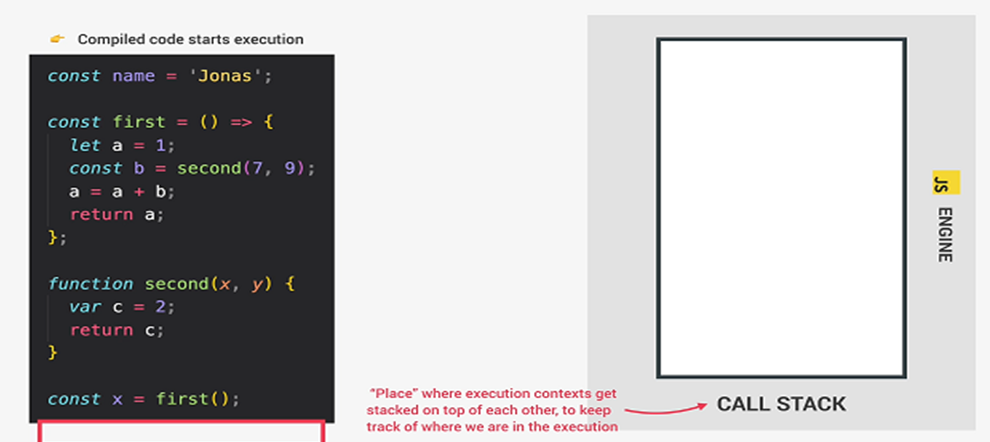 👉 Compiled code starts execution
const name = 'Jonas';
const first = () => {
let a = 1;
const b = second(7, 9);
a = a + b;
return a;
};
function second(x, y) {
var c = 2;
return c;
}
const x = first();
"Place" where execution contexts get
stacked on top of each other, to keep
track of where we are in the execution
CALL STACK
JS ENGINE